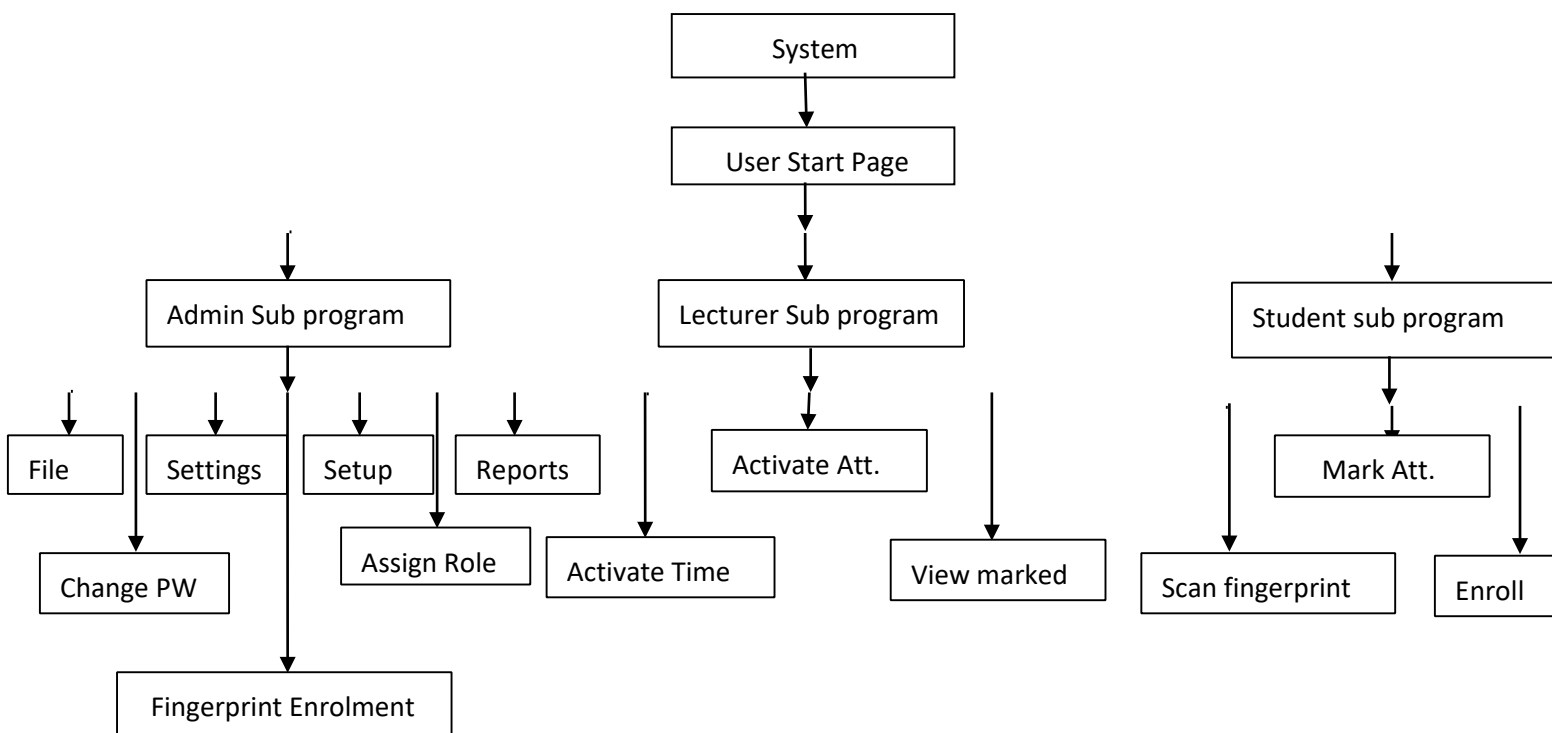 System
User Start Page
Admin Sub program
Lecturer Sub program
Student sub program
File
Settings
Setup
Reports
Activate Att.
Mark Att.
Change PW
Assign Role
Activate Time
View marked
Scan fingerprint
Enroll
Fingerprint Enrolment